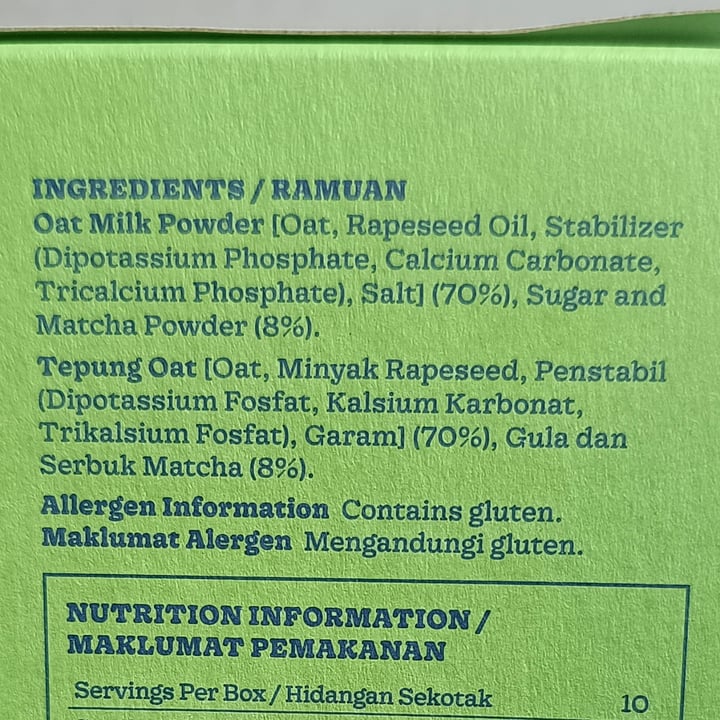 INGREDIENTS / RAMUAN
Oat Milk Powder [Oat, Rapeseed Oil, Stabilizer
(Dipotassium Phosphate, Calcium Carbonate,
Tricalcium Phosphate), Salt] (70%), Sugar and
Matcha Powder (8%).
Tepung Oat [Oat, Minyak Rapeseed, Penstabil
(Dipotassium Fosfat, Kalsium Karbonat,
Trikalsium Fosfat), Garam] (70%), Gula dan
Serbuk Matcha (8%).
Allergen Information Contains gluten.
Maklumat Alergen Mengandungi gluten.
NUTRITION INFORMATION /
MAKLUMAT PEMAKANAN
Servings Per Box / Hidangan Sekotak 10